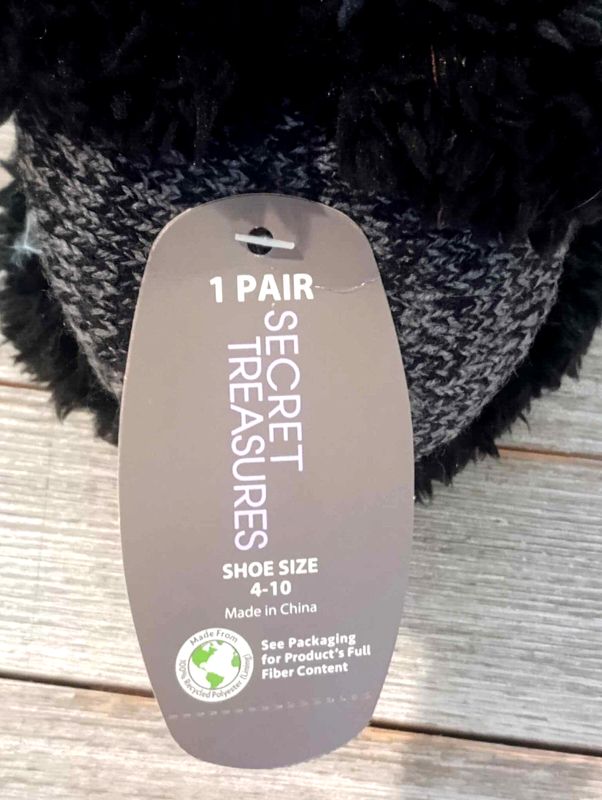 1 PAIR
SECRET
TREASURES
SHOE SIZE
4-10
Made in China
Made From
100% Recycled Polyester (Lining)
See Packaging
for Product's Full
Fiber Content